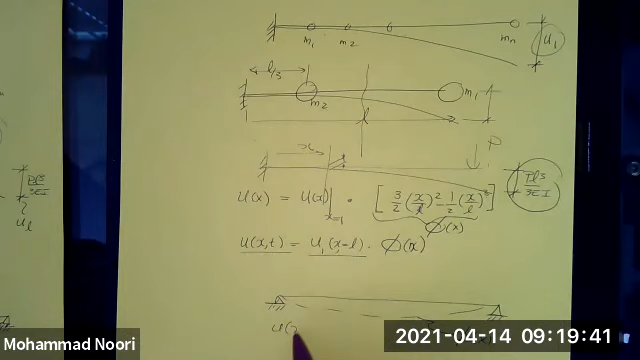 m1 m2 mn u1
l/3
m2 m1
l
x l P
Pl³/3EI
Pl³/3EI
u_l
u(x) = u(x)|x=l · [3/2 (x/l)² 1/2 (x/l)³]
ϕ(x)
u(x,t) = u1(x=l) · ϕ(x)
u(
Mohammad Noori
2021-04-14 09:19:41